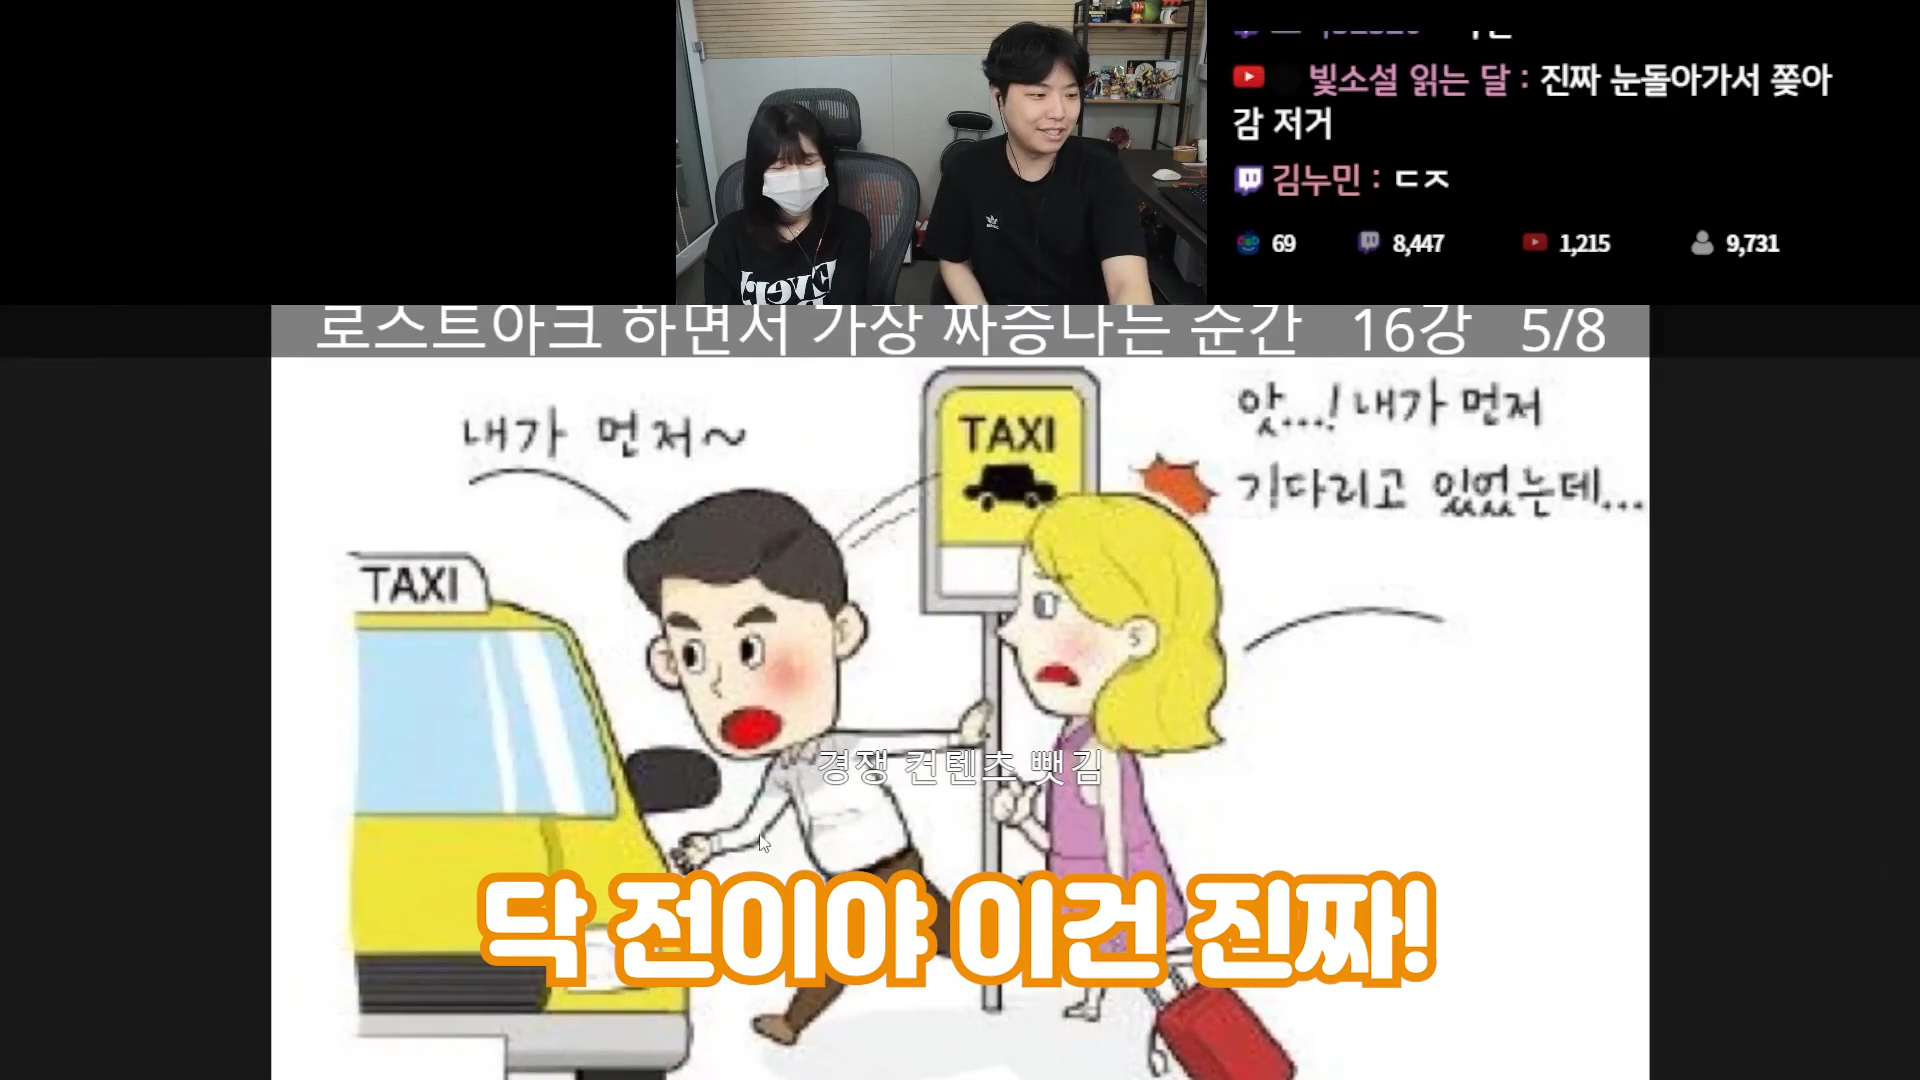 빛소설 읽는 달 : 진짜 눈돌아가서 쫒아
감 저거
김누민 : ㄷㅈ
69 8,447 1,215 9,731
로스트아크 하면서 가장 짜증나는 순간 16강 5/8
내가 먼저~
TAXI
앗...! 내가 먼저
기다리고 있었는데...
TAXI
경쟁 컨텐츠 뺏김
닥 전이야 이건 진짜!